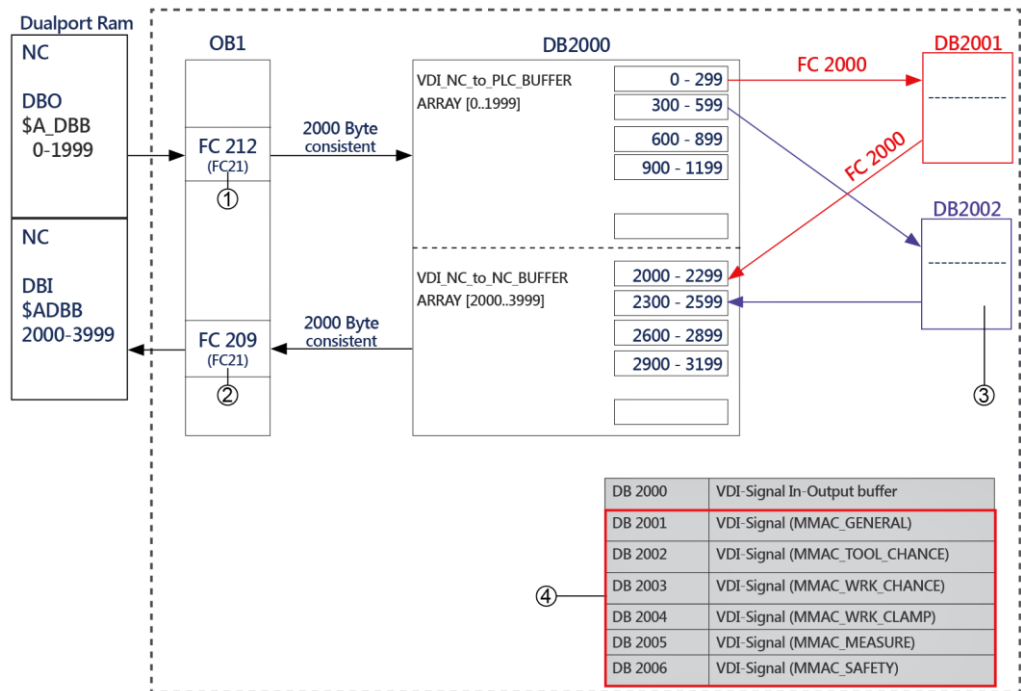 Dualport Ram
NC
DBO
$A_DBB
0-1999
NC
DBI
$ADBB
2000-3999
OB1
FC 212
(FC21)
①
FC 209
(FC21)
②
2000 Byte
consistent
2000 Byte
consistent
DB2000
VDI_NC_to_PLC_BUFFER
ARRAY [0..1999]
0 - 299
300 - 599
600 - 899
900 - 1199
VDI_NC_to_NC_BUFFER
ARRAY [2000..3999]
2000 - 2299
2300 - 2599
2600 - 2899
2900 - 3199
FC 2000
FC 2000
DB2001
DB2002
③
④
DB 2000 VDI-Signal In-Output buffer
DB 2001 VDI-Signal (MMAC_GENERAL)
DB 2002 VDI-Signal (MMAC_TOOL_CHANCE)
DB 2003 VDI-Signal (MMAC_WRK_CHANCE)
DB 2004 VDI-Signal (MMAC_WRK_CLAMP)
DB 2005 VDI-Signal (MMAC_MEASURE)
DB 2006 VDI-Signal (MMAC_SAFETY)